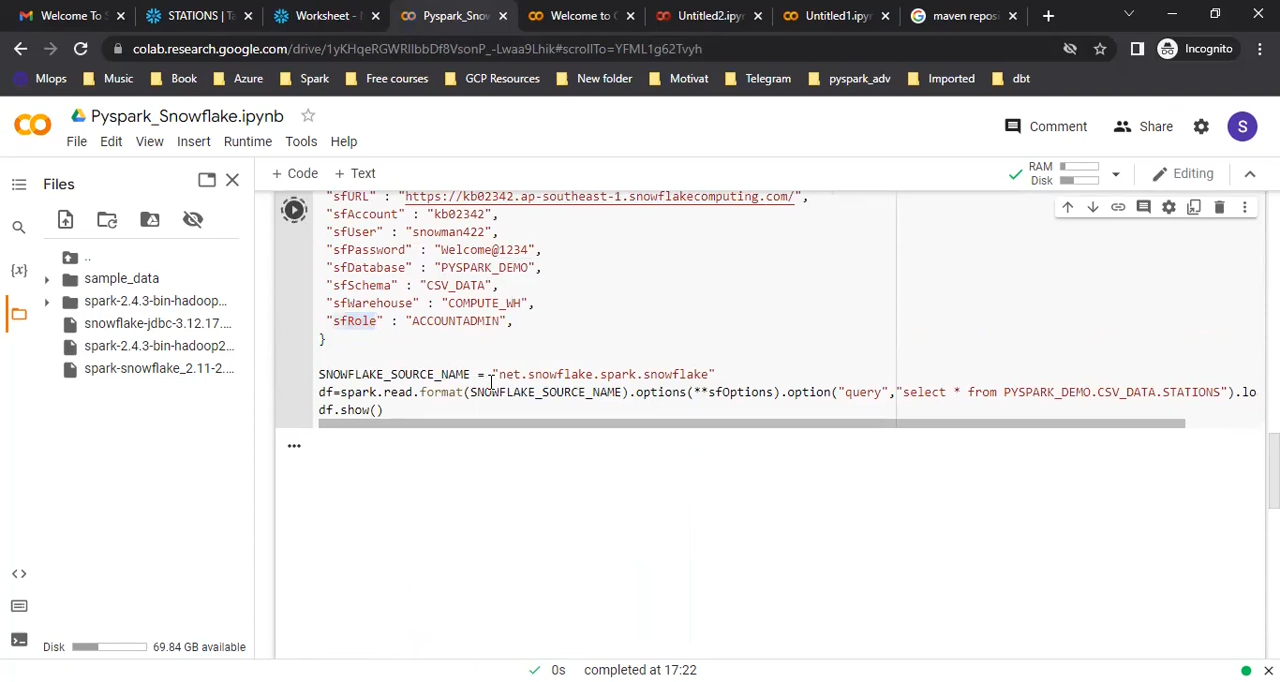 Welcome To S
STATIONS | Ta
Worksheet -
Pyspark_Snow
Welcome to C
Untitled2.ipy
Untitled1.ipy
maven reposi
colab.research.google.com/drive/1yKHqeRGWRlIbbDf8VsonP_-Lwaa9Lhik#scrollTo=YFML1g62Tvyh
Incognito
Mlops
Music
Book
Azure
Spark
Free courses
GCP Resources
New folder
Motivat
Telegram
pyspark_adv
Imported
dbt
CO
Pyspark_Snowflake.ipynb
File Edit View Insert Runtime Tools Help
Comment
Share
S
Files
+ Code + Text
RAM
Disk
Editing
..
sample_data
spark-2.4.3-bin-hadoop...
snowflake-jdbc-3.12.17....
spark-2.4.3-bin-hadoop2...
spark-snowflake_2.11-2...
{x}
"sfURL" : "https://kb02342.ap-southeast-1.snowflakecomputing.com/",
"sfAccount" : "kb02342",
"sfUser" : "snowman422",
"sfPassword" : "Welcome@1234",
"sfDatabase" : "PYSPARK_DEMO",
"sfSchema" : "CSV_DATA",
"sfWarehouse" : "COMPUTE_WH",
"sfRole" : "ACCOUNTADMIN",
}
SNOWFLAKE_SOURCE_NAME = "net.snowflake.spark.snowflake"
df=spark.read.format(SNOWFLAKE_SOURCE_NAME).options(**sfOptions).option("query","select * from PYSPARK_DEMO.CSV_DATA.STATIONS").lo
df.show()
Disk
69.84 GB available
0s completed at 17:22